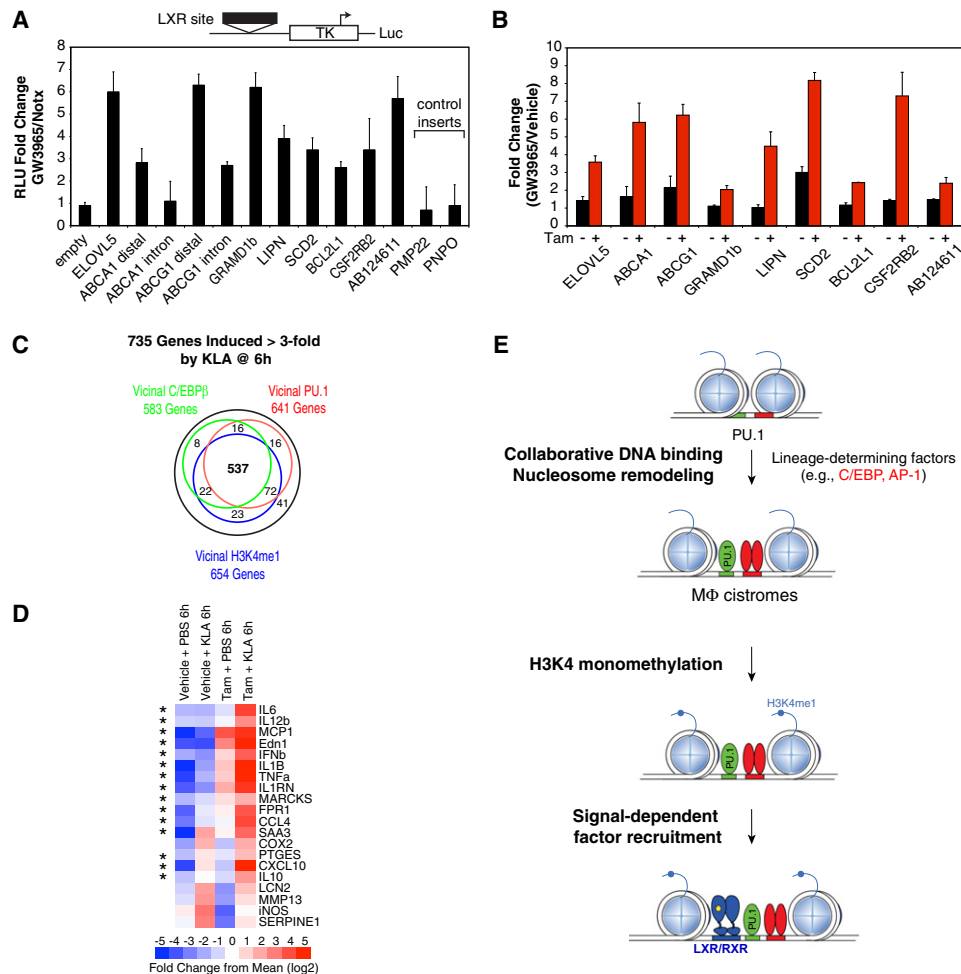 A
LXR site
TK
Luc
RLU Fold Change
GW3965/Notx
8
7
6
5
4
3
2
1
0
control
inserts
empty
ELOVL5
ABCA1 distal
ABCA1 intron
ABCG1 distal
ABCG1 intron
GRAMD1b
LIPN
SCD2
BCL2L1
CSF2RB2
AB124611
PMP22
PNPO
B
Fold Change
(GW3965/Vehicle)
10
8
6
4
2
0
Tam - + - + - + - + - + - + - + - + - +
ELOVL5
ABCA1
ABCG1
GRAMD1b
LIPN
SCD2
BCL2L1
CSF2RB2
AB124611
C
735 Genes Induced > 3-fold
by KLA @ 6h
Vicinal C/EBPβ
583 Genes
Vicinal PU.1
641 Genes
16
8
16
537
22
72
41
23
Vicinal H3K4me1
654 Genes
D
Vehicle + PBS 6h
Vehicle + KLA 6h
Tam + PBS 6h
Tam + KLA 6h
* IL6
* IL12b
* MCP1
* Edn1
* IFNb
* IL1B
* TNFa
* IL1RN
* MARCKS
* FPR1
* CCL4
* SAA3
COX2
* PTGES
* CXCL10
* IL10
LCN2
MMP13
iNOS
SERPINE1
-5 -4 -3 -2 -1 0 1 2 3 4 5
Fold Change from Mean (log2)
E
PU.1
Collaborative DNA binding
Nucleosome remodeling
Lineage-determining factors
(e.g., C/EBP, AP-1)
PU.1
MΦ cistromes
H3K4 monomethylation
H3K4me1
PU.1
Signal-dependent
factor recruitment
PU.1
LXR/RXR